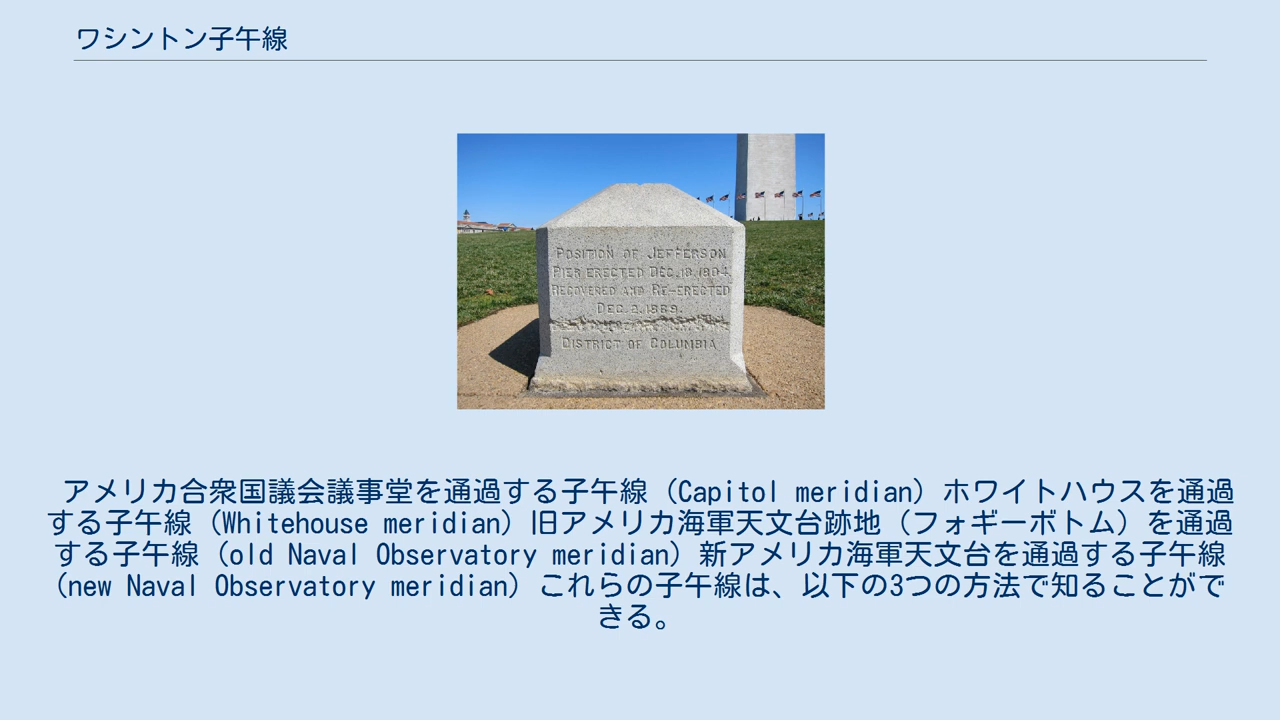 ワシントン子午線
POSITION OF JEFFERSON
PIER ERECTED DEC. 18, 1804.
RECOVERED AND RE-ERECTED
DEC. 2, 1889.
DISTRICT OF COLUMBIA
アメリカ合衆国議会議事堂を通過する子午線（Capitol meridian）ホワイトハウスを通過
する子午線（Whitehouse meridian）旧アメリカ海軍天文台跡地（フォギーボトム）を通過
する子午線（old Naval Observatory meridian）新アメリカ海軍天文台を通過する子午線
（new Naval Observatory meridian）これらの子午線は、以下の3つの方法で知ることがで
きる。